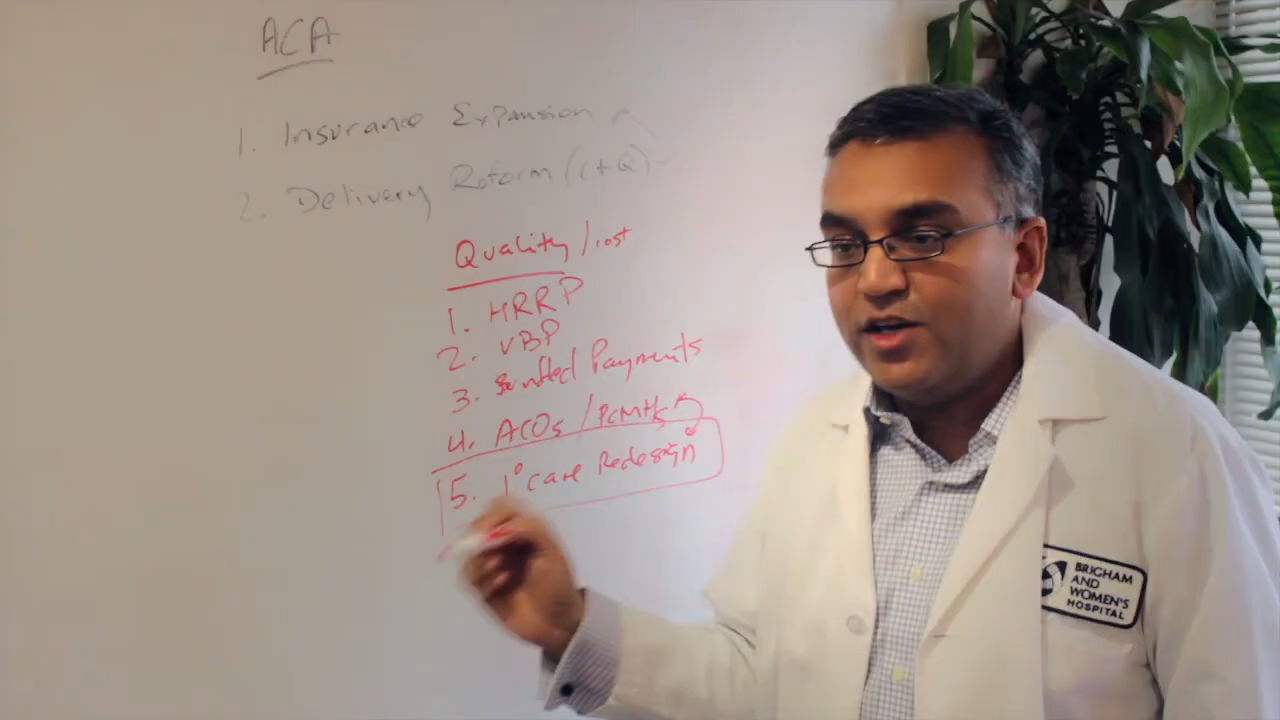 ACA
1. Insurance Expansion
2. Delivery Reform (C+Q)
Quality/cost
1. HRRP
2. VBP
3. Bundled Payments
4. ACOs/PCMHs
5. 1° Care Redesign
BRIGHAM
AND
WOMEN'S
HOSPITAL